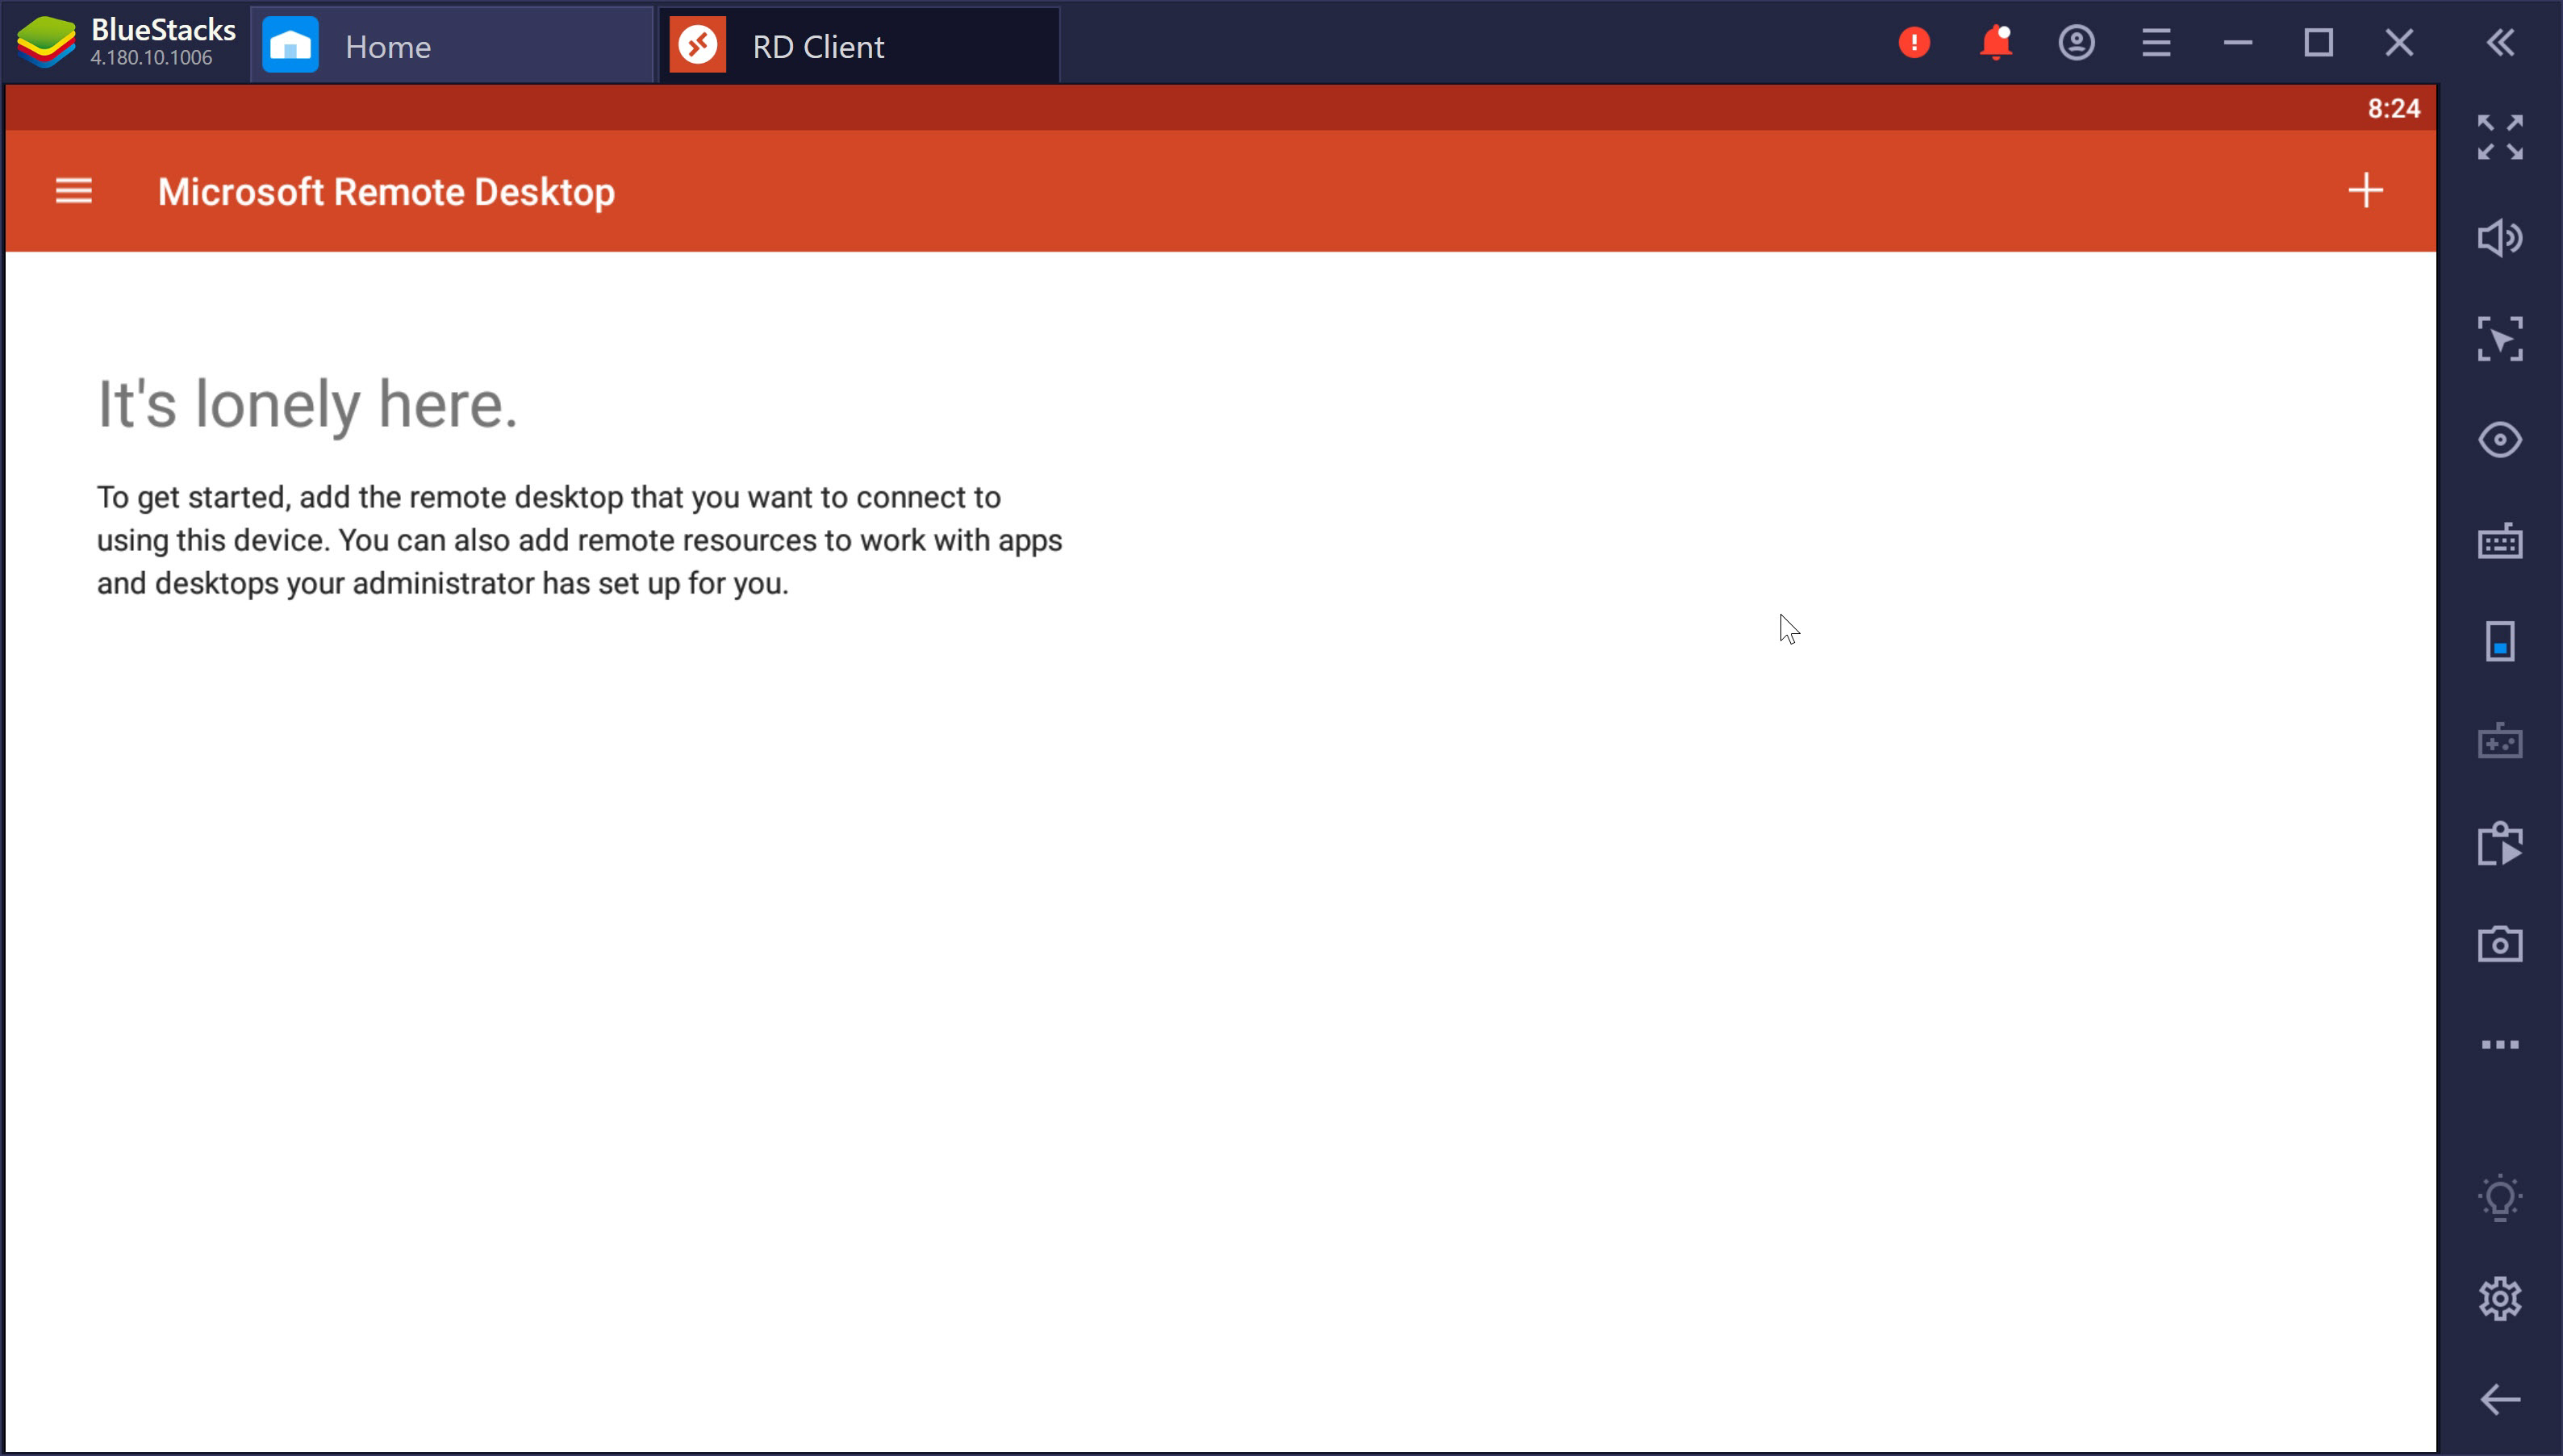 BlueStacks
4.180.10.1006
Home
RD Client
8:24
Microsoft Remote Desktop
It's lonely here.
To get started, add the remote desktop that you want to connect to
using this device. You can also add remote resources to work with apps
and desktops your administrator has set up for you.